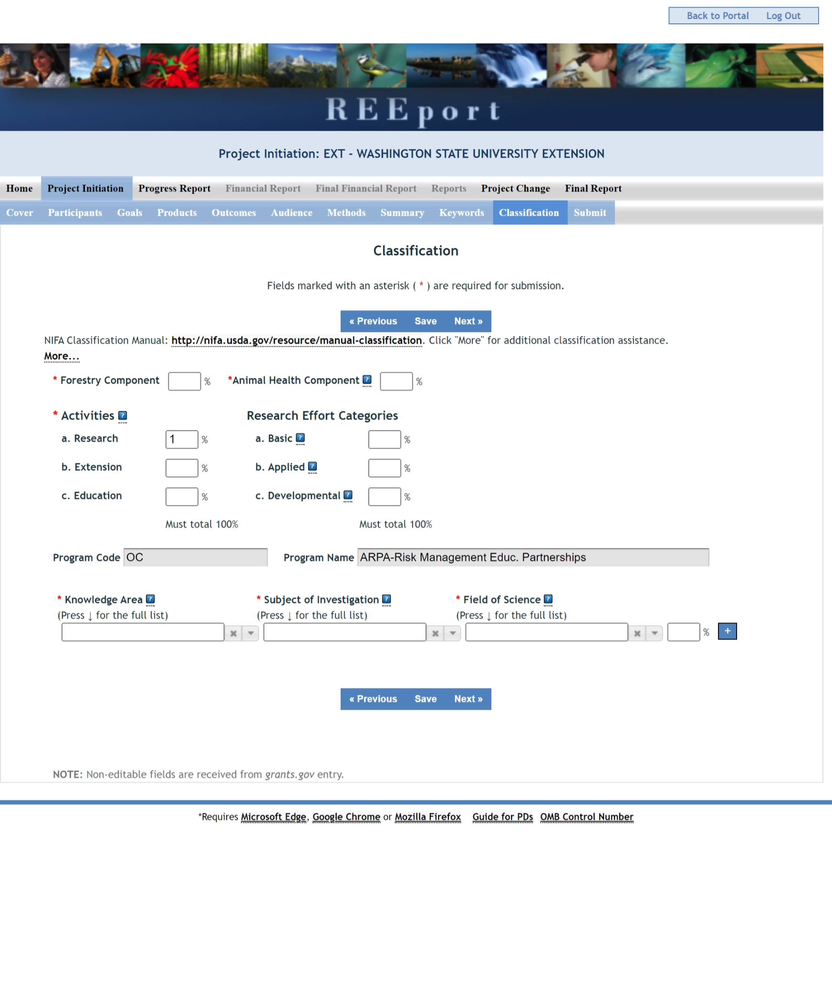 Back to Portal Log Out
REEport
Project Initiation: EXT - WASHINGTON STATE UNIVERSITY EXTENSION
Home Project Initiation Progress Report Financial Report Final Financial Report Reports Project Change Final Report
Cover Participants Goals Products Outcomes Audience Methods Summary Keywords Classification Submit
Classification
Fields marked with an asterisk ( * ) are required for submission.
« Previous Save Next »
NIFA Classification Manual: http://nifa.usda.gov/resource/manual-classification. Click "More" for additional classification assistance.
More...
* Forestry Component % *Animal Health Component ? %
* Activities ? Research Effort Categories
a. Research 1 % a. Basic ? %
b. Extension % b. Applied ? %
c. Education % c. Developmental ? %
Must total 100% Must total 100%
Program Code OC Program Name ARPA-Risk Management Educ. Partnerships
* Knowledge Area ? * Subject of Investigation ? * Field of Science ?
(Press ↓ for the full list) (Press ↓ for the full list) (Press ↓ for the full list)
% +
« Previous Save Next »
NOTE: Non-editable fields are received from grants.gov entry.
*Requires Microsoft Edge, Google Chrome or Mozilla Firefox Guide for PDs OMB Control Number